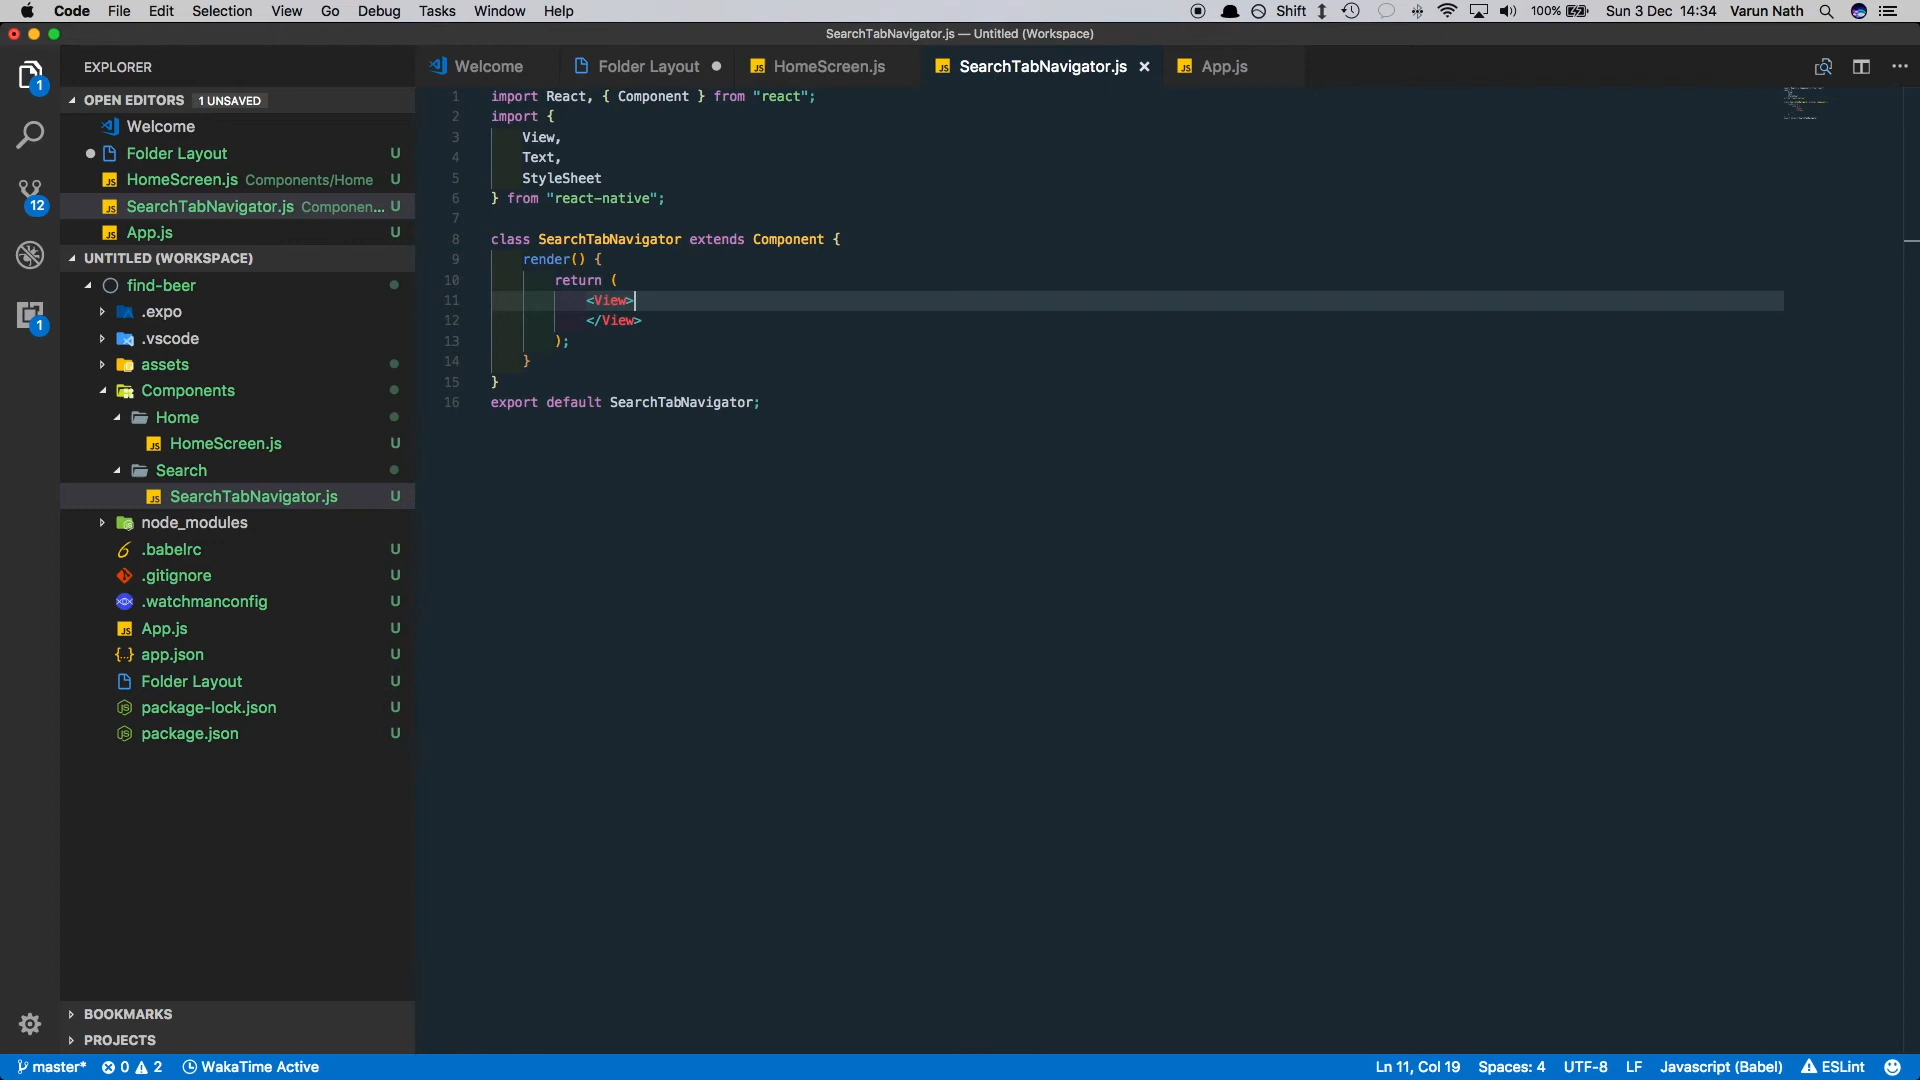 Code File Edit Selection View Go Debug Tasks Window Help
Shift 100% Sun 3 Dec 14:34 Varun Nath
SearchTabNavigator.js — Untitled (Workspace)
EXPLORER
OPEN EDITORS 1 UNSAVED
Welcome
Folder Layout U
HomeScreen.js Components/Home U
SearchTabNavigator.js Componen... U
App.js U
UNTITLED (WORKSPACE)
find-beer
.expo
.vscode
assets
Components
Home
HomeScreen.js U
Search
SearchTabNavigator.js U
node_modules
.babelrc U
.gitignore U
.watchmanconfig U
App.js U
app.json U
Folder Layout U
package-lock.json U
package.json U
BOOKMARKS
PROJECTS
1
12
1
Welcome Folder Layout HomeScreen.js SearchTabNavigator.js App.js
1 import React, { Component } from "react";
2 import {
3 View,
4 Text,
5 StyleSheet
6 } from "react-native";
7
8 class SearchTabNavigator extends Component {
9 render() {
10 return (
11 <View>
12 </View>
13 );
14 }
15 }
16 export default SearchTabNavigator;
master* 0 2 WakaTime Active
Ln 11, Col 19 Spaces: 4 UTF-8 LF Javascript (Babel) ESLint